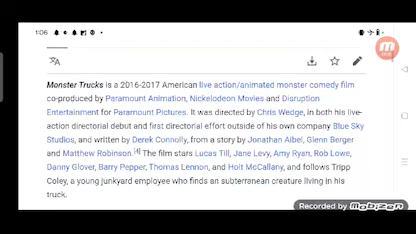 1:06
Monster Trucks is a 2016-2017 American live action/animated monster comedy film
co-produced by Paramount Animation, Nickelodeon Movies and Disruption
Entertainment for Paramount Pictures. It was directed by Chris Wedge, in both his live-
action directorial debut and first directorial effort outside of his own company Blue Sky
Studios, and written by Derek Connolly, from a story by Jonathan Aibel, Glenn Berger
and Matthew Robinson.[4] The film stars Lucas Till, Jane Levy, Amy Ryan, Rob Lowe,
Danny Glover, Barry Pepper, Thomas Lennon, and Holt McCallany, and follows Tripp
Coley, a young junkyard employee who finds an subterranean creature living in his
truck.
Recorded by Mobizen